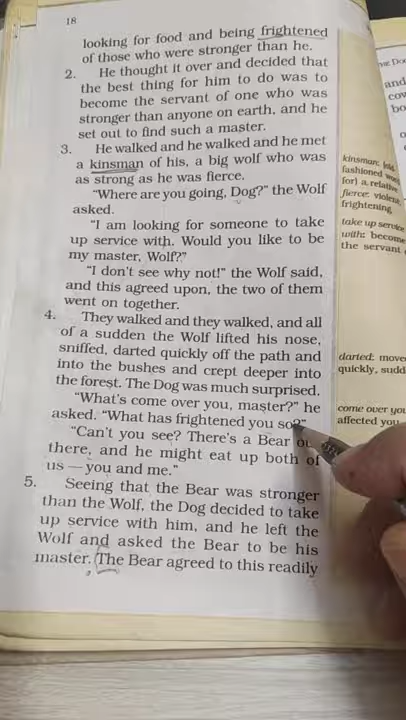 18
looking for food and being frightened
of those who were stronger than he.
2. He thought it over and decided that
the best thing for him to do was to
become the servant of one who was
stronger than anyone on earth, and he
set out to find such a master.
3. He walked and he walked and he met
a kinsman of his, a big wolf who was
as strong as he was fierce.
“Where are you going, Dog?” the Wolf
asked.
“I am looking for someone to take
up service with. Would you like to be
my master, Wolf?”
“I don't see why not!” the Wolf said,
and this agreed upon, the two of them
went on together.
4. They walked and they walked, and all
of a sudden the Wolf lifted his nose,
sniffed, darted quickly off the path and
into the bushes and crept deeper into
the forest. The Dog was much surprised.
“What's come over you, master?” he
asked. “What has frightened you so?”
“Can't you see? There's a Bear
there, and he might eat up both of
us — you and me.”
5. Seeing that the Bear was stronger
than the Wolf, the Dog decided to take
up service with him, and he left the
Wolf and asked the Bear to be his
master. The Bear agreed to this readily
and
kinsman:
fashioned
for) a relative
fierce: violent,
frightening
take up service
with: become
the servant
darted:
quickly,
come over you
affected you